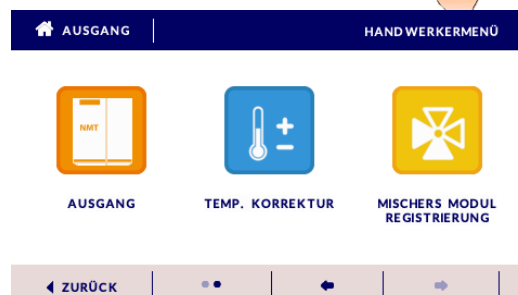 AUSGANG
HANDWERKERMENÜ
NMT
AUSGANG
TEMP. KORREKTUR
MISCHERS MODUL
REGISTRIERUNG
ZURÜCK